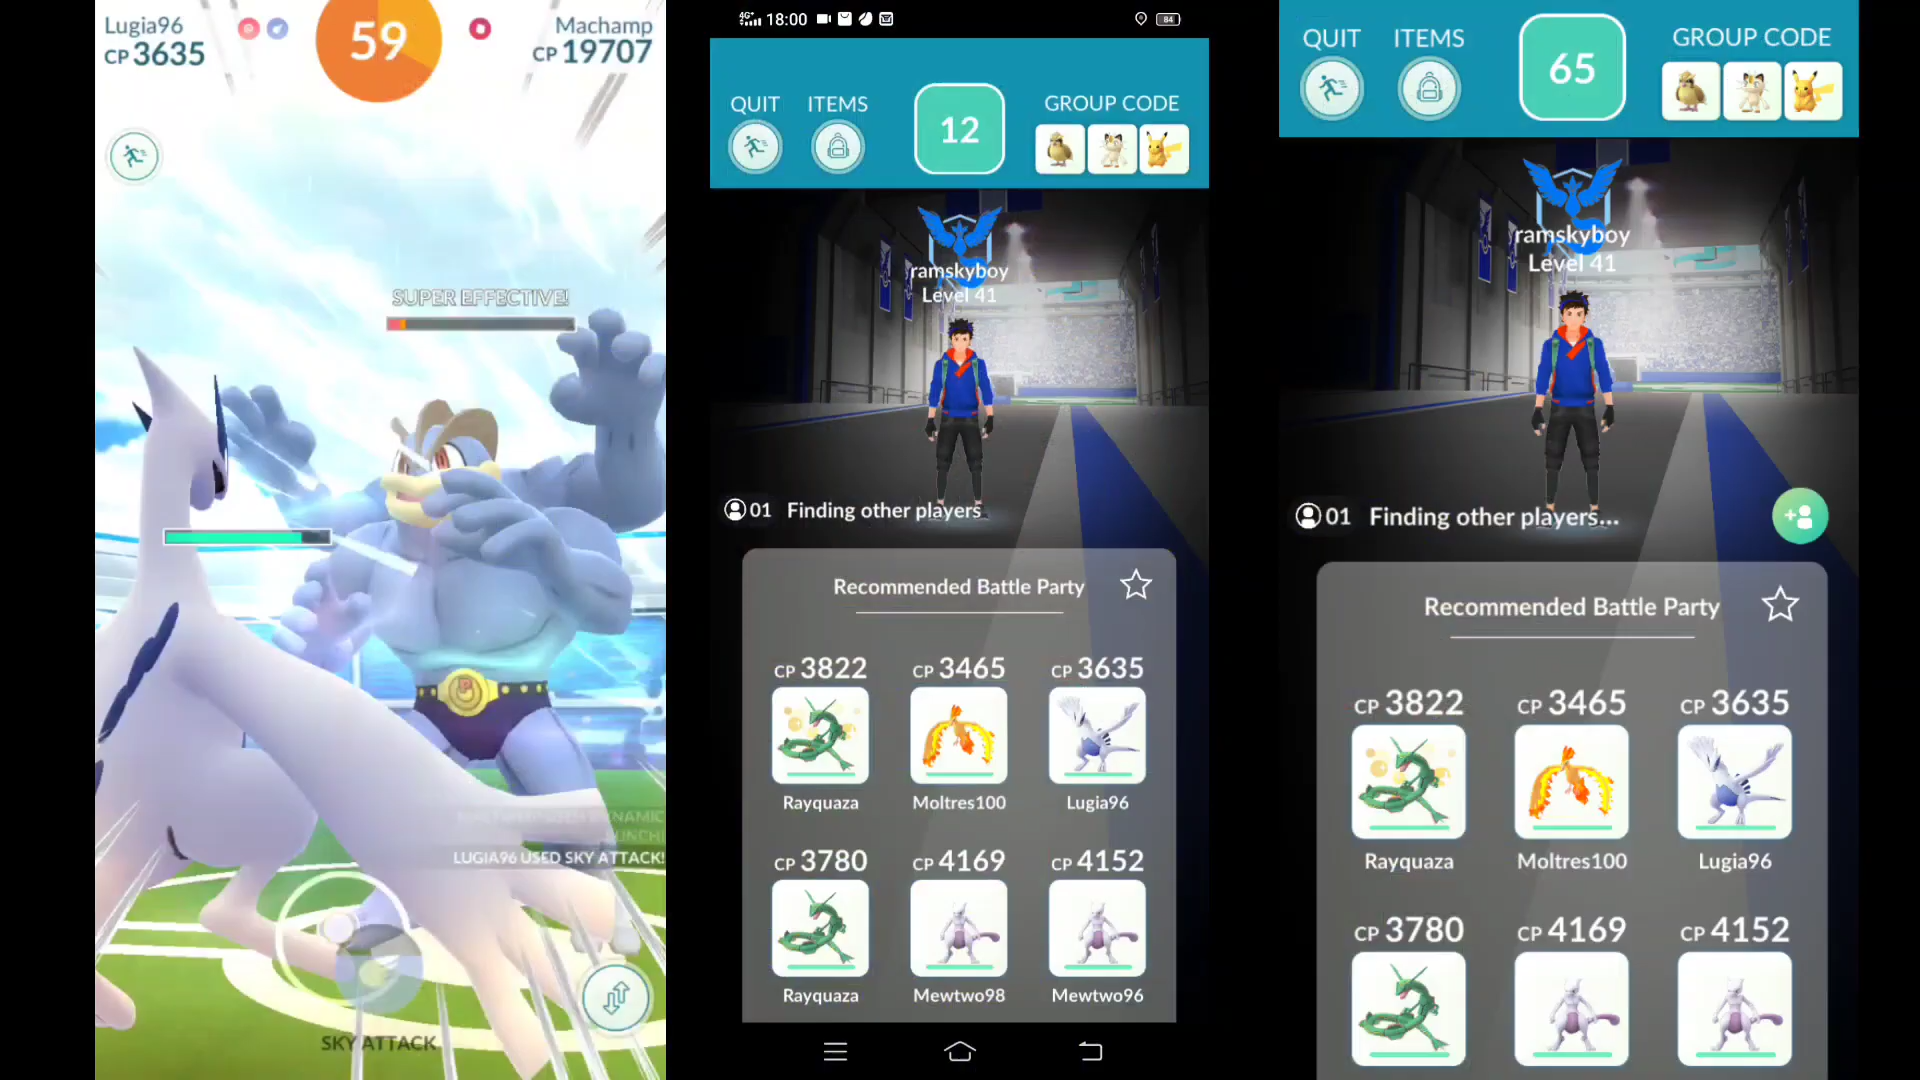 Lugia96
CP 3635
59
Machamp
CP 19707
SUPER EFFECTIVE!
LUGIA96 USED SKY ATTACK!
SKY ATTACK
4G+ 18:00
84
QUIT
ITEMS
12
GROUP CODE
ramskyboy
Level 41
01 Finding other players
Recommended Battle Party
CP 3822
CP 3465
CP 3635
Rayquaza
Moltres100
Lugia96
CP 3780
CP 4169
CP 4152
Rayquaza
Mewtwo98
Mewtwo96
QUIT
ITEMS
65
GROUP CODE
ramskyboy
Level 41
01 Finding other players...
Recommended Battle Party
CP 3822
CP 3465
CP 3635
Rayquaza
Moltres100
Lugia96
CP 3780
CP 4169
CP 4152